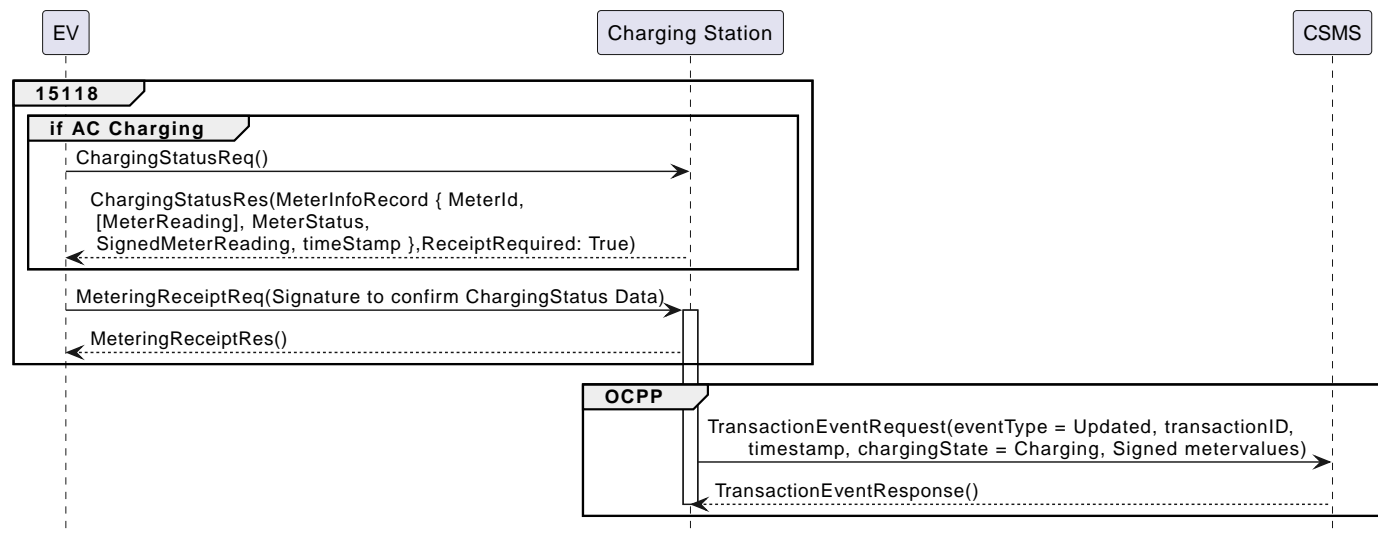 EV
Charging Station
CSMS
15118
if AC Charging
ChargingStatusReq()
ChargingStatusRes(MeterInfoRecord { MeterId,
[MeterReading], MeterStatus,
SignedMeterReading, timeStamp },ReceiptRequired: True)
MeteringReceiptReq(Signature to confirm ChargingStatus Data)
MeteringReceiptRes()
OCPP
TransactionEventRequest(eventType = Updated, transactionID,
timestamp, chargingState = Charging, Signed metervalues)
TransactionEventResponse()